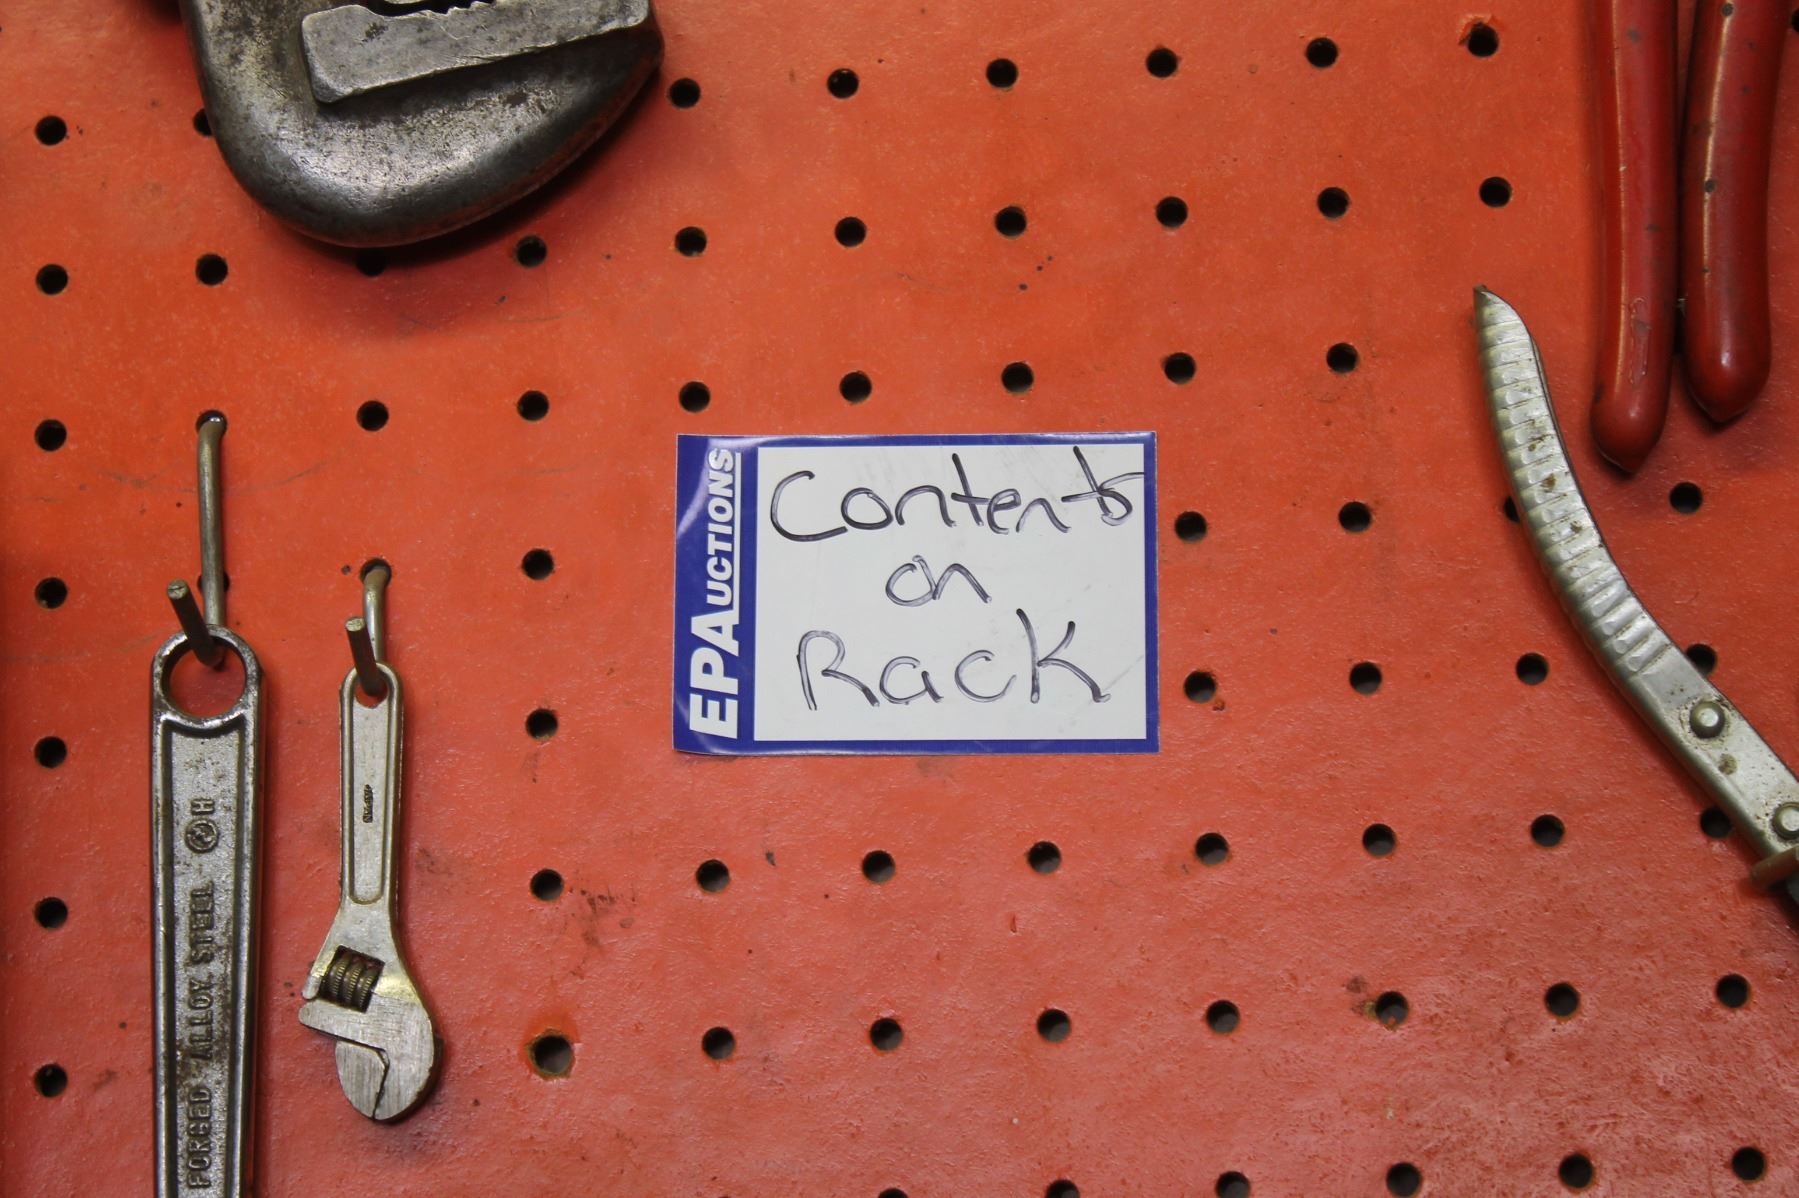 EPAUCTIONS
Contents
on
Rack
FORGED ALLOY STEEL H